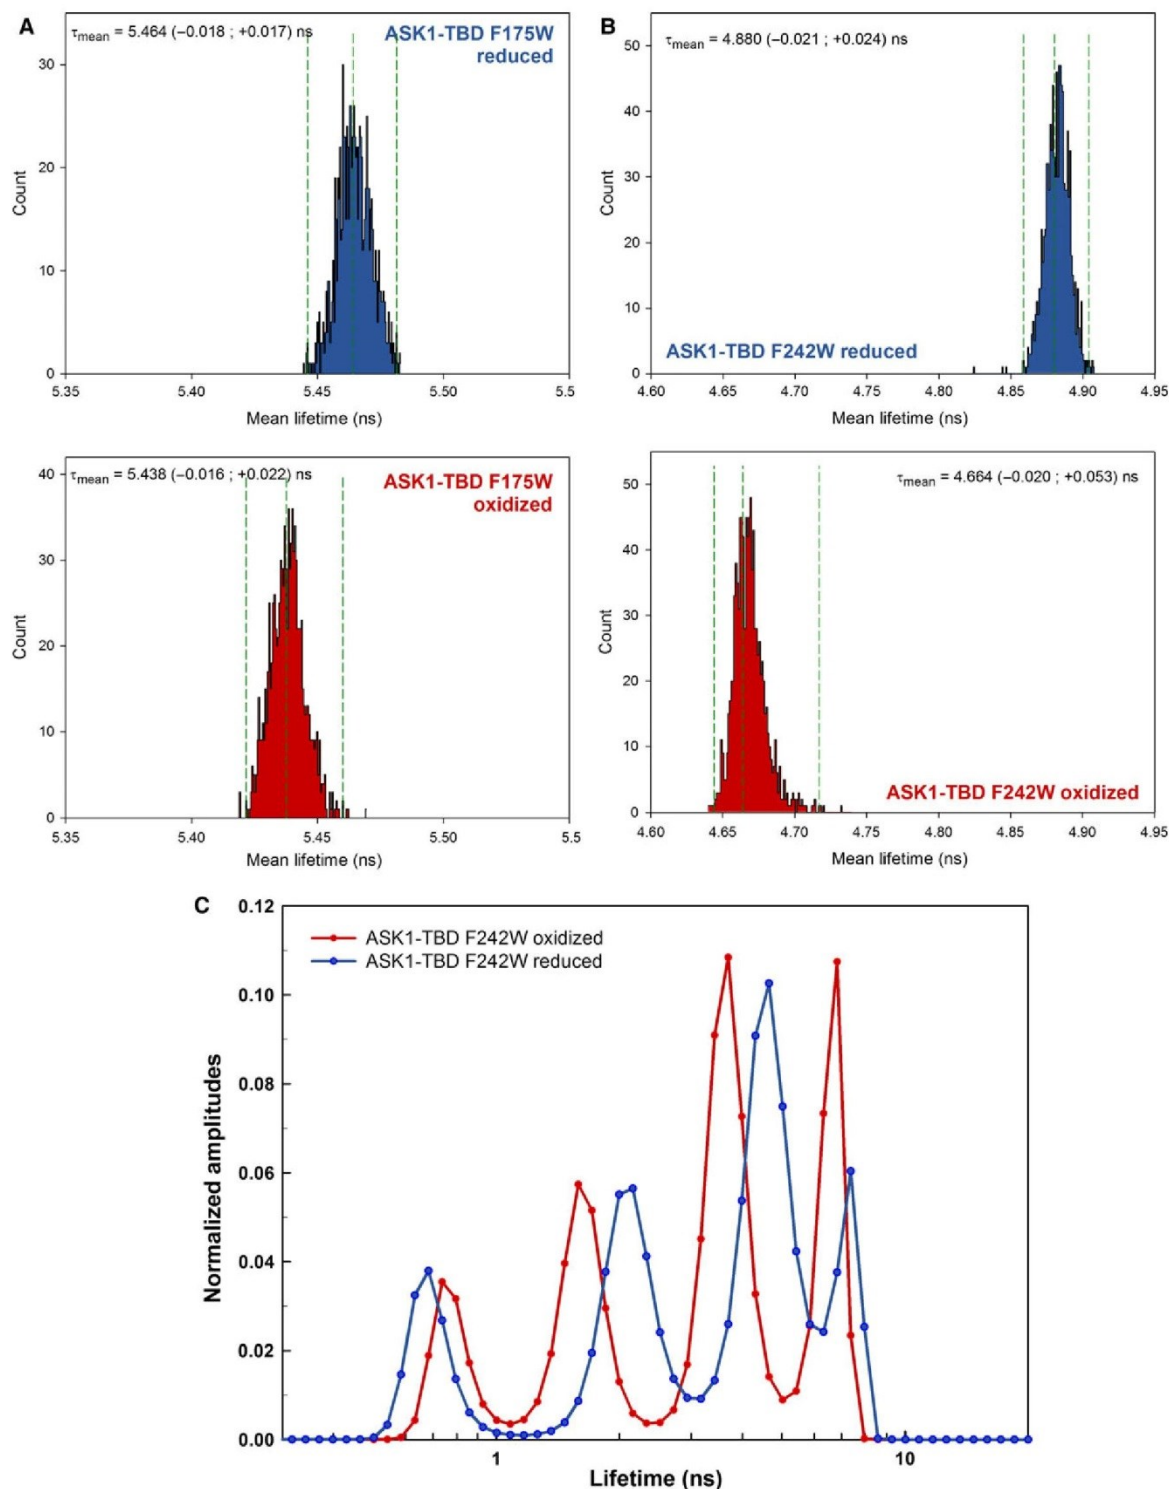 A
τmean = 5.464 (−0.018 ; +0.017) ns
ASK1-TBD F175W
reduced
30
20
10
0
Count
5.35
5.40
5.45
5.50
5.5
Mean lifetime (ns)
B
τmean = 4.880 (−0.021 ; +0.024) ns
50
40
30
20
10
0
Count
ASK1-TBD F242W reduced
4.60
4.65
4.70
4.75
4.80
4.85
4.90
4.95
Mean lifetime (ns)
τmean = 5.438 (−0.016 ; +0.022) ns
ASK1-TBD F175W
oxidized
40
30
20
10
0
Count
5.35
5.40
5.45
5.50
5.5
Mean lifetime (ns)
τmean = 4.664 (−0.020 ; +0.053) ns
50
40
30
20
10
0
Count
ASK1-TBD F242W oxidized
4.60
4.65
4.70
4.75
4.80
4.85
4.90
4.95
Mean lifetime (ns)
C
ASK1-TBD F242W oxidized
ASK1-TBD F242W reduced
0.12
0.10
0.08
0.06
0.04
0.02
0.00
Normalized amplitudes
1
10
Lifetime (ns)